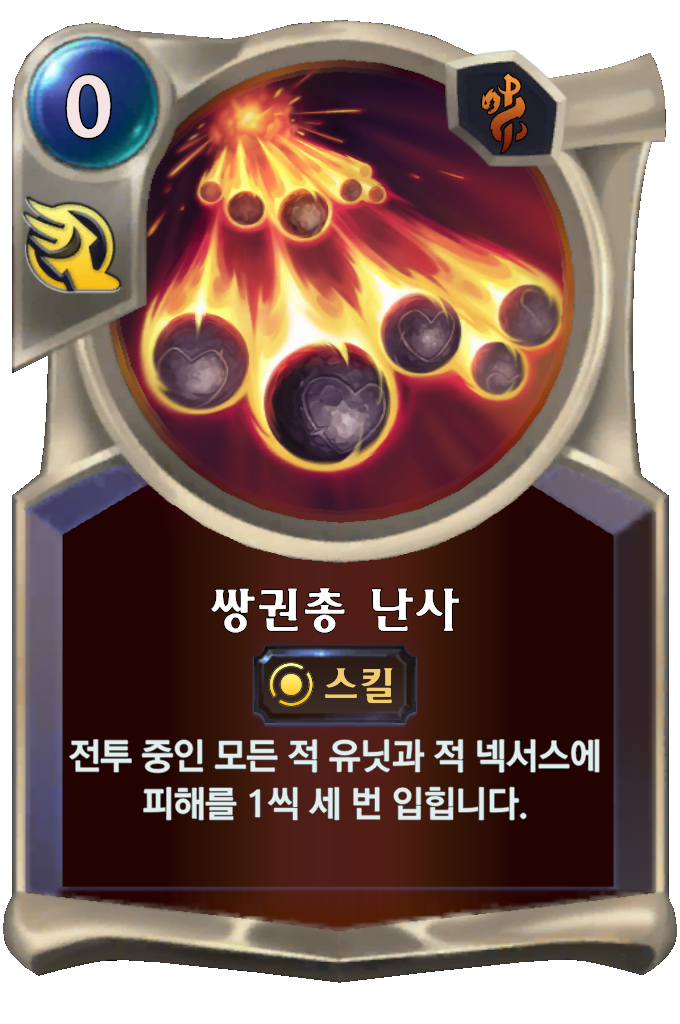 0
쌍권총 난사
스킬
전투 중인 모든 적 유닛과 적 넥서스에
피해를 1씩 세 번 입힙니다.